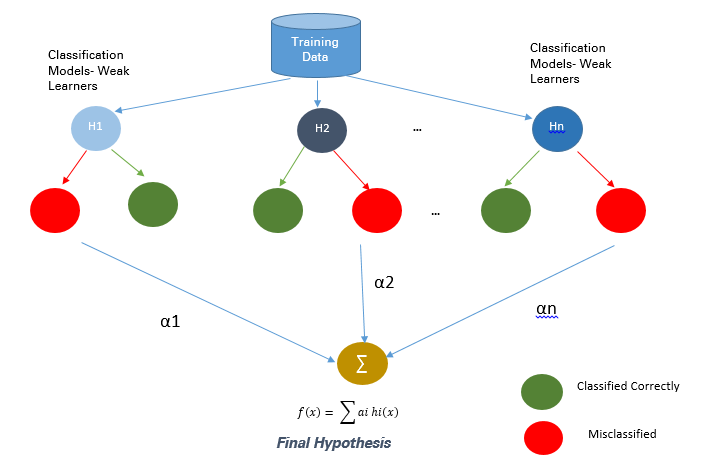 Training
Data
Classification
Models- Weak
Learners
Classification
Models- Weak
Learners
H1
H2
...
Hn
...
α1
α2
αn
∑
f(x) = ∑ ai hi(x)
Final Hypothesis
Classified Correctly
Misclassified